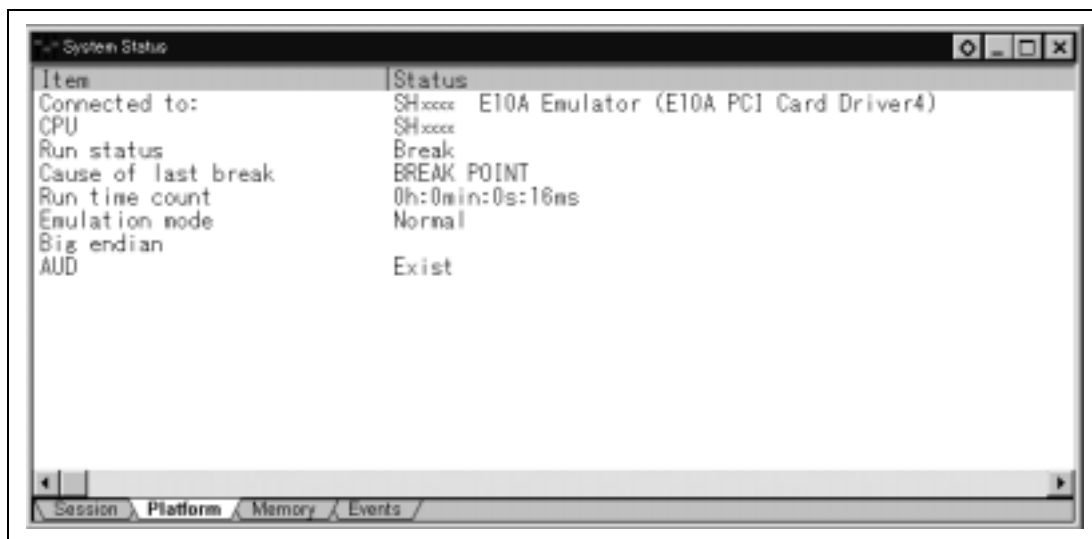 System Status
Item Status
Connected to: SHxxxx E10A Emulator (E10A PCI Card Driver4)
CPU SHxxxx
Run status Break
Cause of last break BREAK POINT
Run time count 0h:0min:0s:16ms
Emulation mode Normal
Big endian
AUD Exist
Session Platform Memory Events